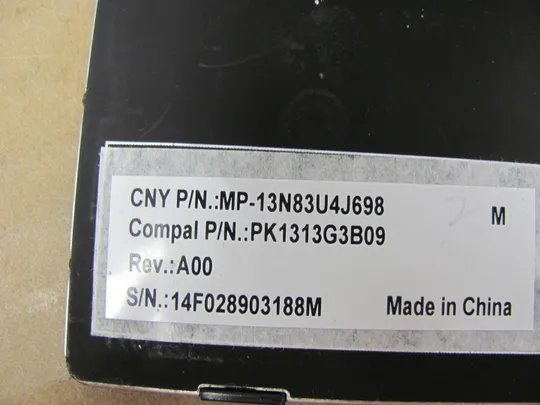 CNY P/N.:MP-13N83U4J698
M
Compal P/N.:PK1313G3B09
Rev.:A00
S/N.:14F028903188M
Made in China